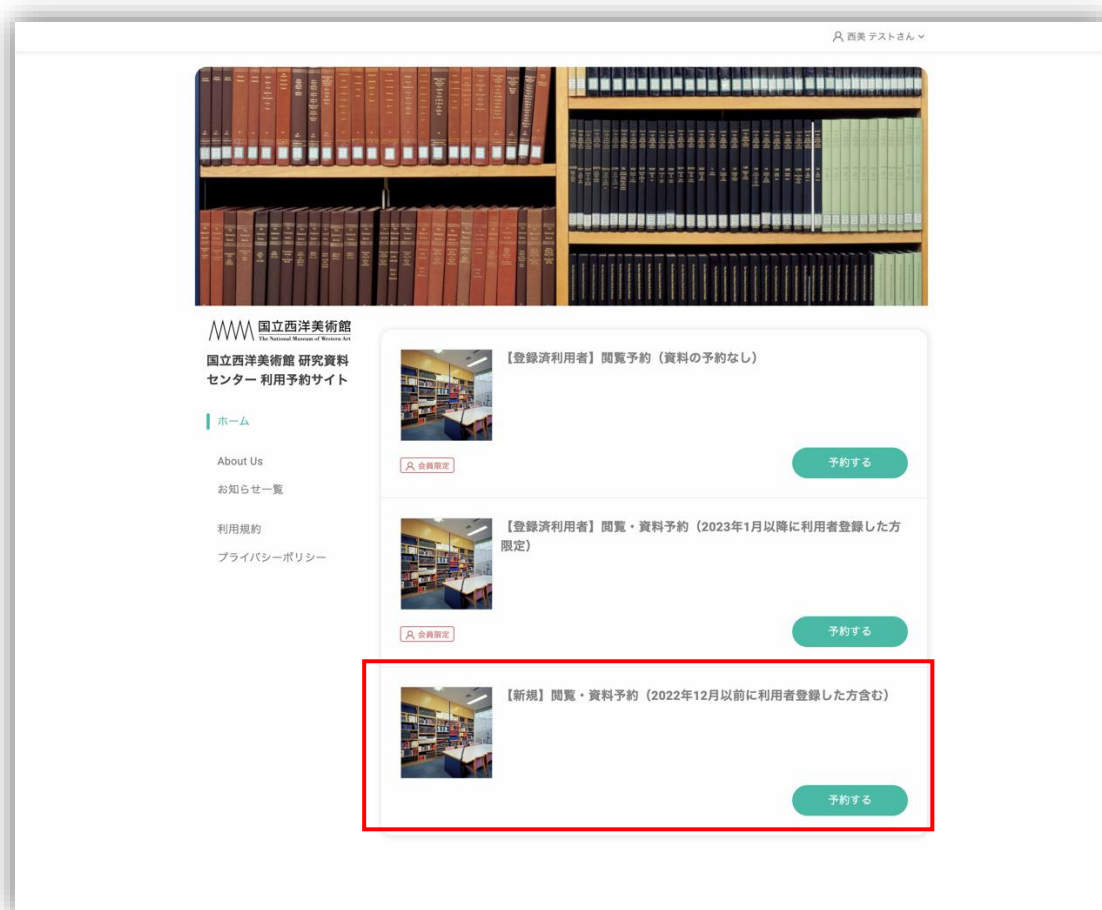 西美 テストさん
国立西洋美術館
The National Museum of Western Art
国立西洋美術館 研究資料
センター 利用予約サイト
ホーム
About Us
お知らせ一覧
利用規約
プライバシーポリシー
【登録済利用者】閲覧予約（資料の予約なし）
会員限定
予約する
【登録済利用者】閲覧・資料予約（2023年1月以降に利用者登録した方
限定）
会員限定
予約する
【新規】閲覧・資料予約（2022年12月以前に利用者登録した方含む）
予約する